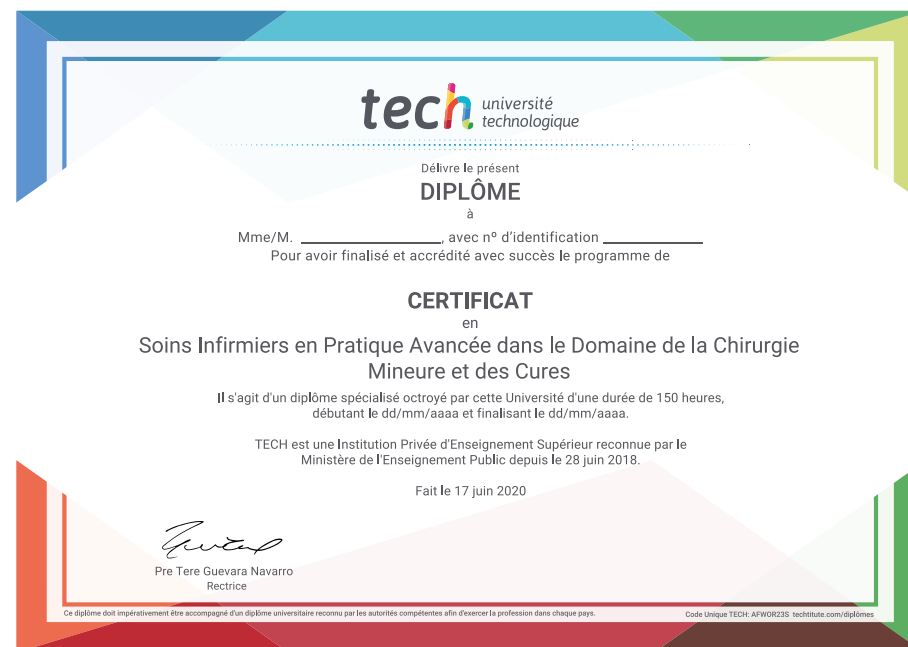 tech université
technologique
Délivre le présent
DIPLÔME
à
Mme/M. ____________________, avec nº d'identification ______________
Pour avoir finalisé et accrédité avec succès le programme de
CERTIFICAT
en
Soins Infirmiers en Pratique Avancée dans le Domaine de la Chirurgie
Mineure et des Cures
Il s'agit d'un diplôme spécialisé octroyé par cette Université d'une durée de 150 heures,
débutant le dd/mm/aaaa et finalisant le dd/mm/aaaa.
TECH est une Institution Privée d'Enseignement Supérieur reconnue par le
Ministère de l'Enseignement Public depuis le 28 juin 2018.
Fait le 17 juin 2020
Pre Tere Guevara Navarro
Rectrice
Ce diplôme doit impérativement être accompagné d'un diplôme universitaire reconnu par les autorités compétentes afin d'exercer la profession dans chaque pays.
Code Unique TECH: AFWOR23S techtitute.com/diplômes